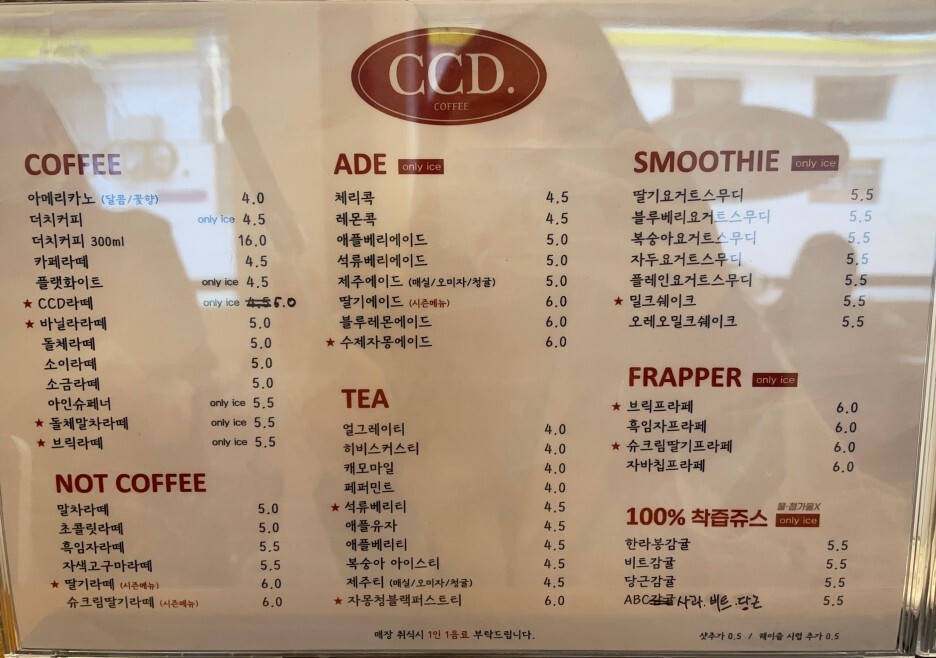 CCD.
COFFEE
COFFEE
아메리카노 (달콤/꽃향) 4.0
더치커피 only ice 4.5
더치커피 300ml 16.0
카페라떼 4.5
플랫화이트 only ice 4.5
★ CCD라떼 only ice 4.5 6.0
★ 바닐라라떼 5.0
돌체라떼 5.0
소이라떼 5.0
소금라떼 5.0
아인슈페너 only ice 5.5
★ 돌체말차라떼 only ice 5.5
★ 브릭라떼 only ice 5.5
NOT COFFEE
말차라떼 5.0
초콜릿라떼 5.0
흑임자라떼 5.5
자색고구마라떼 5.5
★ 딸기라떼 (시즌메뉴) 6.0
슈크림딸기라떼 (시즌메뉴) 6.0
ADE only ice
체리콕 4.5
레몬콕 4.5
애플베리에이드 5.0
석류베리에이드 5.0
제주에이드 (매실/오미자/청귤) 5.0
딸기에이드 (시즌메뉴) 6.0
블루레몬에이드 6.0
★ 수제자몽에이드 6.0
TEA
얼그레이티 4.0
히비스커스티 4.0
캐모마일 4.0
페퍼민트 4.0
★ 석류베리티 4.5
애플유자 4.5
애플베리티 4.5
복숭아 아이스티 4.5
제주티 (매실/오미자/청귤) 4.5
★ 자몽청블랙퍼스트티 6.0
SMOOTHIE only ice
딸기요거트스무디 5.5
블루베리요거트스무디 5.5
복숭아요거트스무디 5.5
자두요거트스무디 5.5
플레인요거트스무디 5.5
★ 밀크쉐이크 5.5
오레오밀크쉐이크 5.5
FRAPPER only ice
★ 브릭프라페 6.0
흑임자프라페 6.0
★ 슈크림딸기프라페 6.0
자바칩프라페 6.0
물·첨가물X
100% 착즙쥬스 only ice
한라봉감귤 5.5
비트감귤 5.5
당근감귤 5.5
ABC감귤 사과.비트.당근 5.5
매장 취식시 1인 1음료 부탁드립니다.
샷추가 0.5 / 헤이즐 시럽 추가 0.5